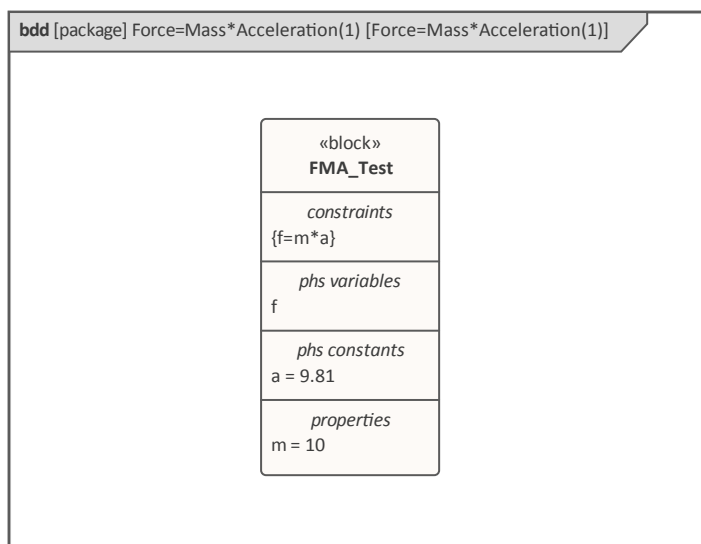 bdd [package] Force=Mass*Acceleration(1) [Force=Mass*Acceleration(1)]
«block»
FMA_Test
constraints
{f=m*a}
phs variables
f
phs constants
a = 9.81
properties
m = 10